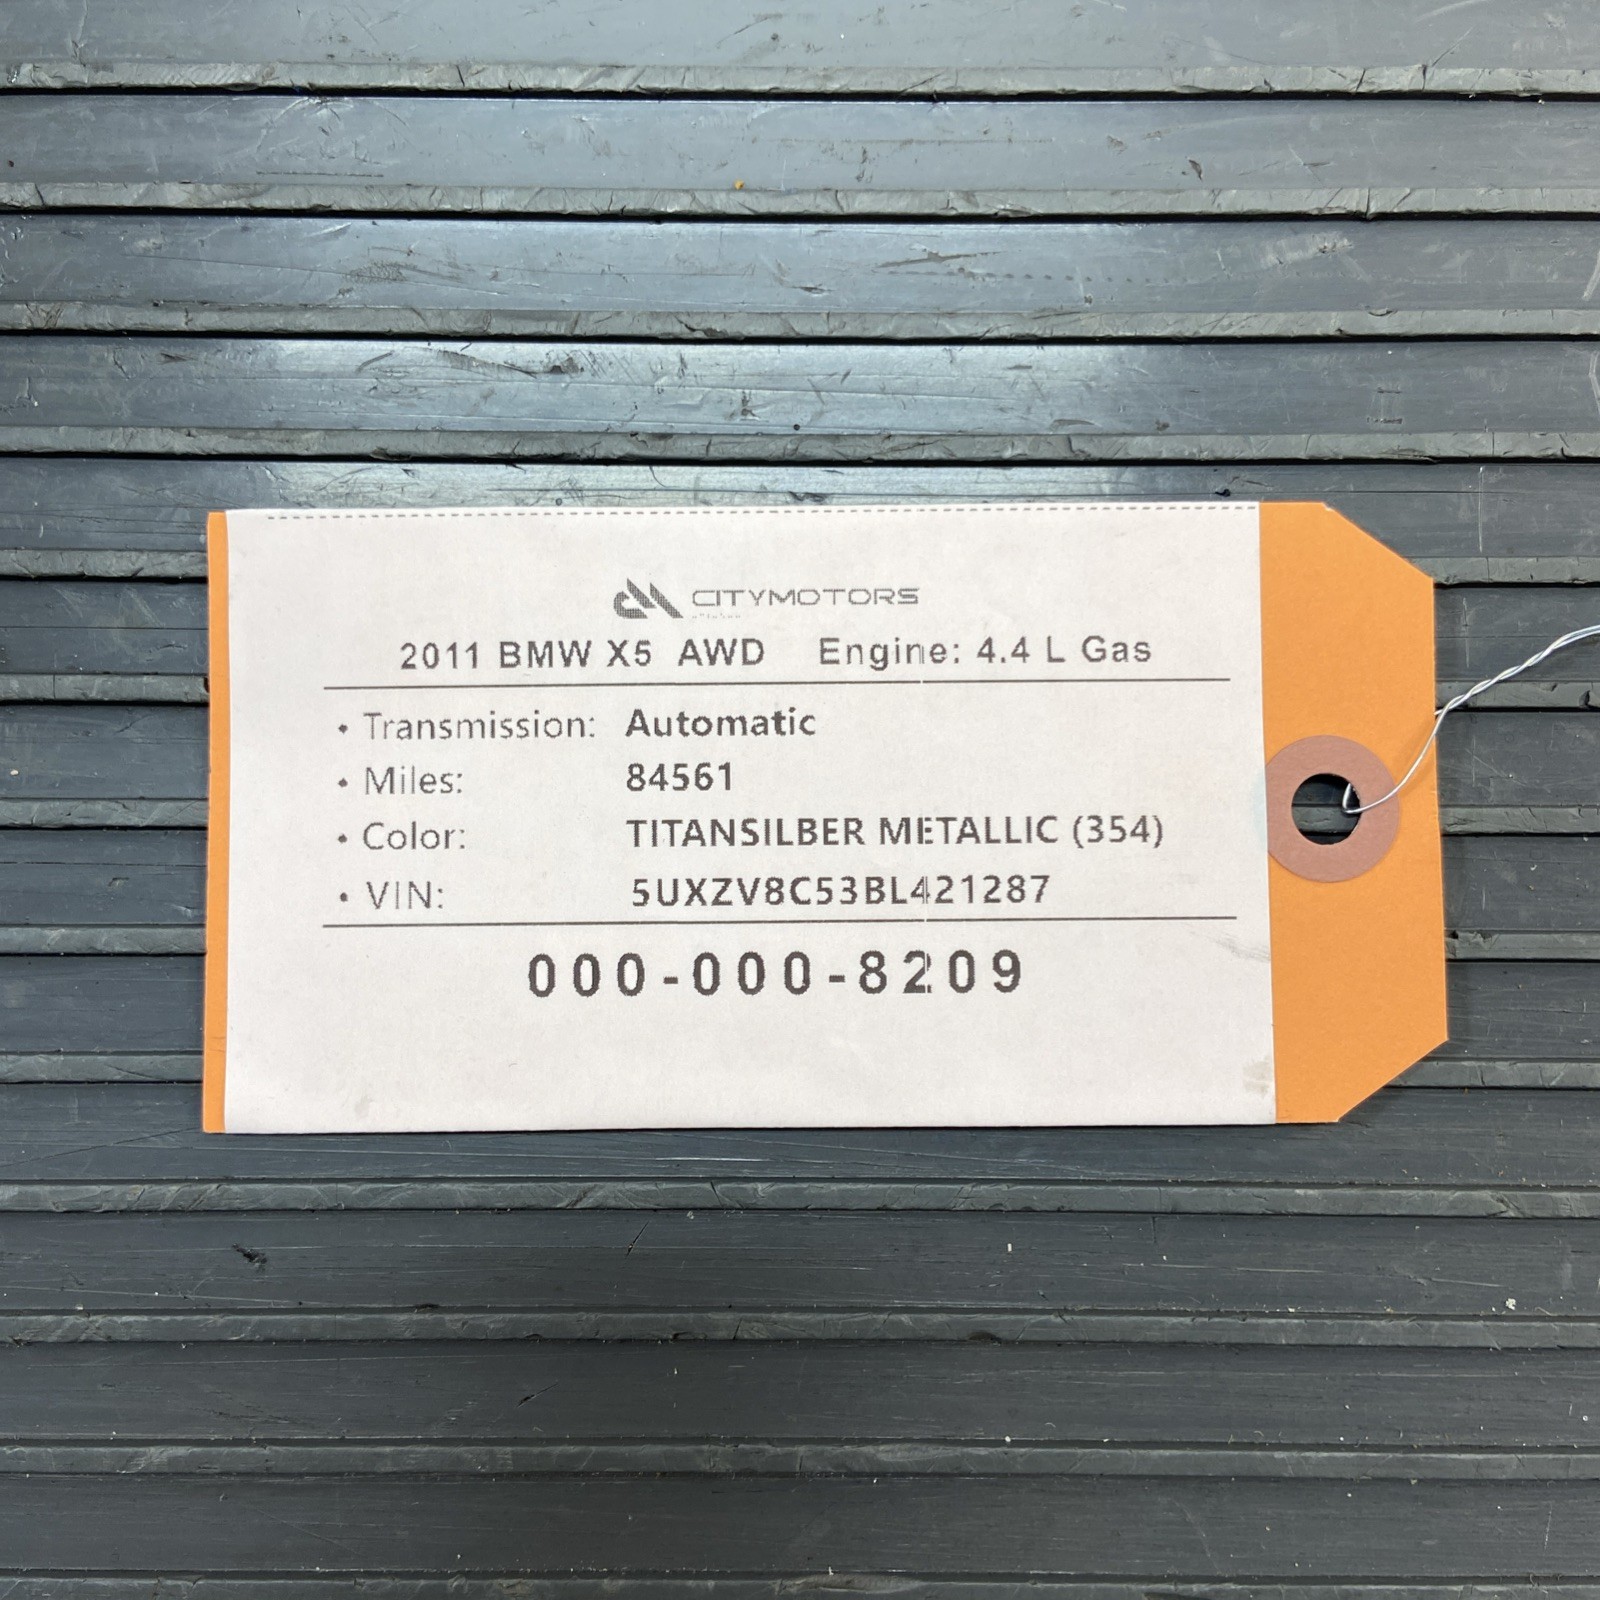 CITYMOTORS
2011 BMW X5 AWD Engine: 4.4 L Gas
• Transmission: Automatic
• Miles: 84561
• Color: TITANSILBER METALLIC (354)
• VIN: 5UXZV8C53BL421287
000-000-8209